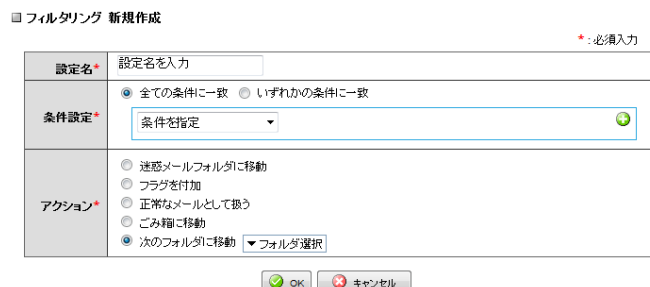 フィルタリング 新規作成
*：必須入力
設定名* 設定名を入力
条件設定* 全ての条件に一致 いずれかの条件に一致
条件を指定
アクション*
迷惑メールフォルダに移動
フラグを付加
正常なメールとして扱う
ごみ箱に移動
次のフォルダに移動 ▼フォルダ選択
OK キャンセル